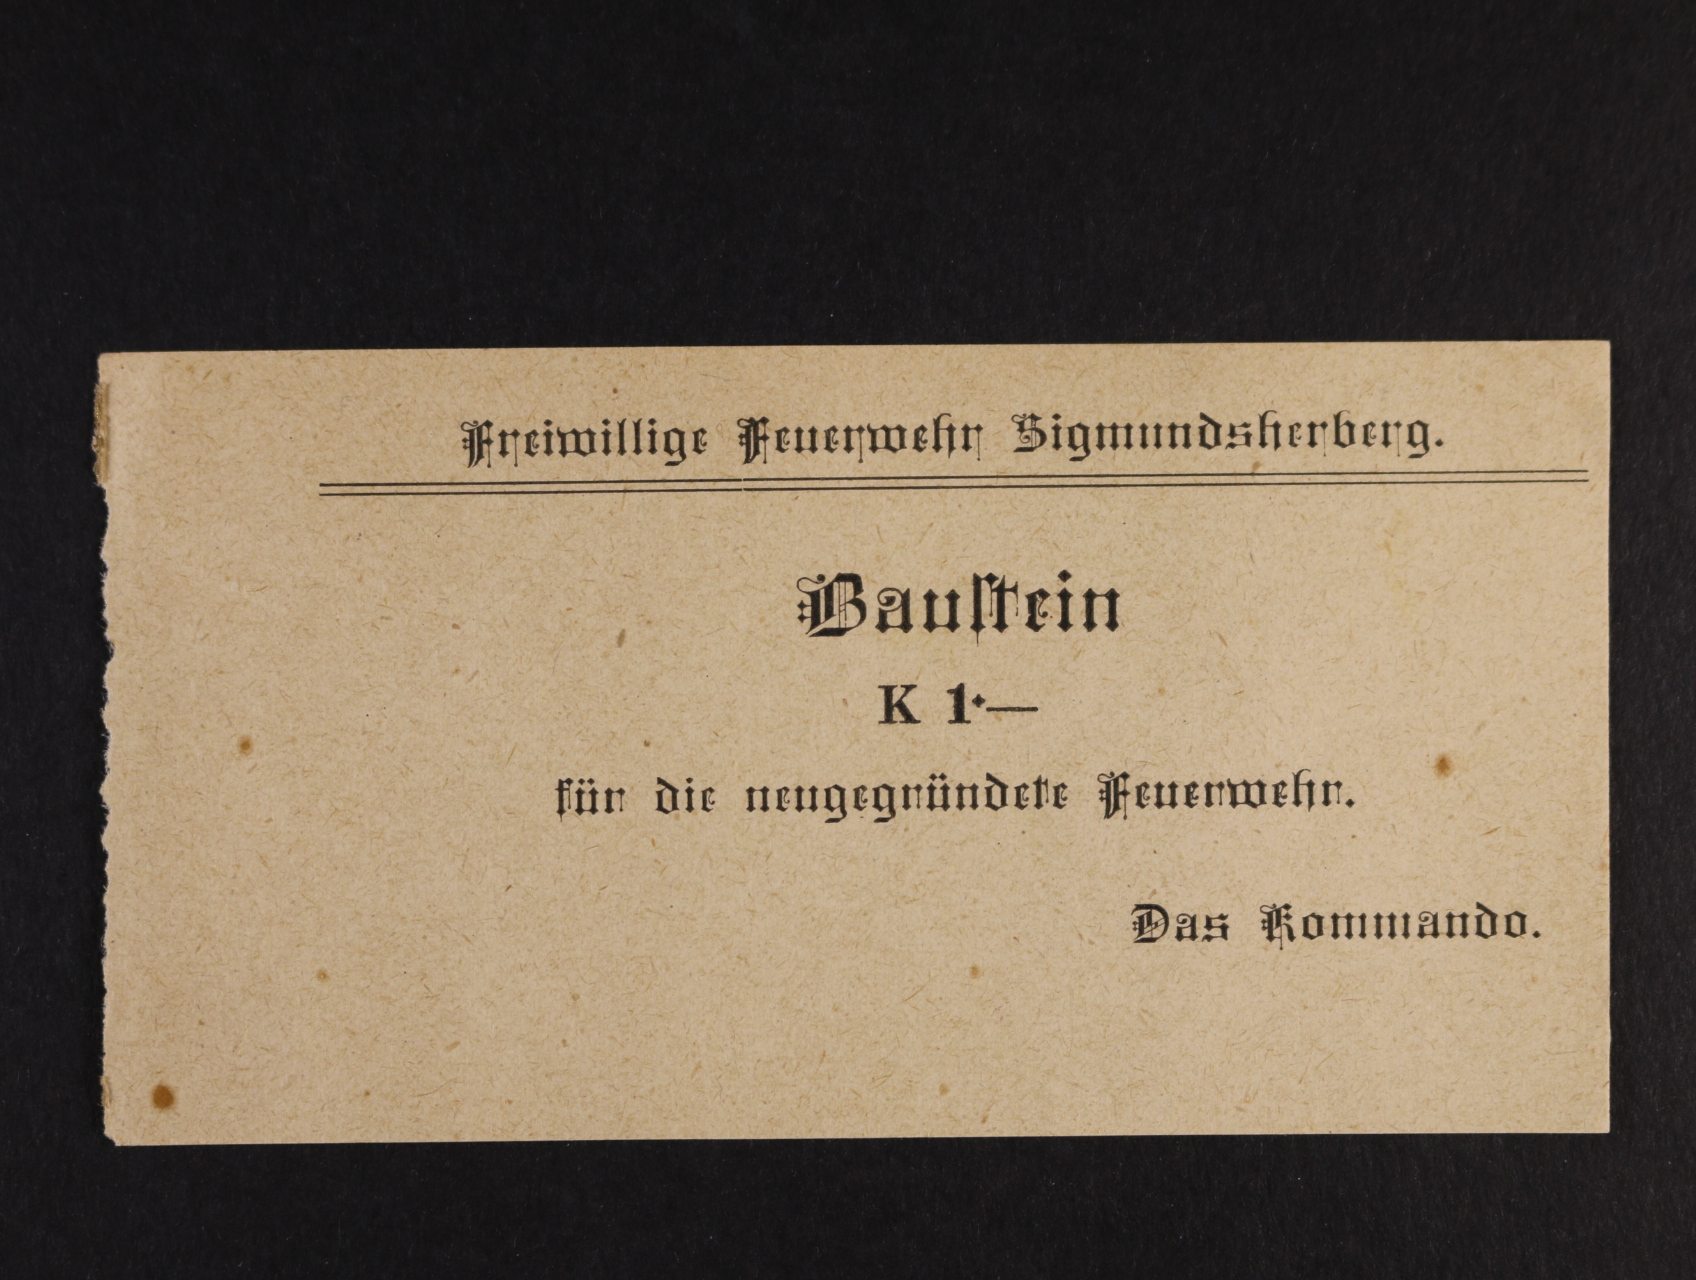 Freiwillige Feuerwehr Sigmundsherberg.
Bauſtein
K 1·—
für die neugegründete Feuerwehr.
Das Kommando.